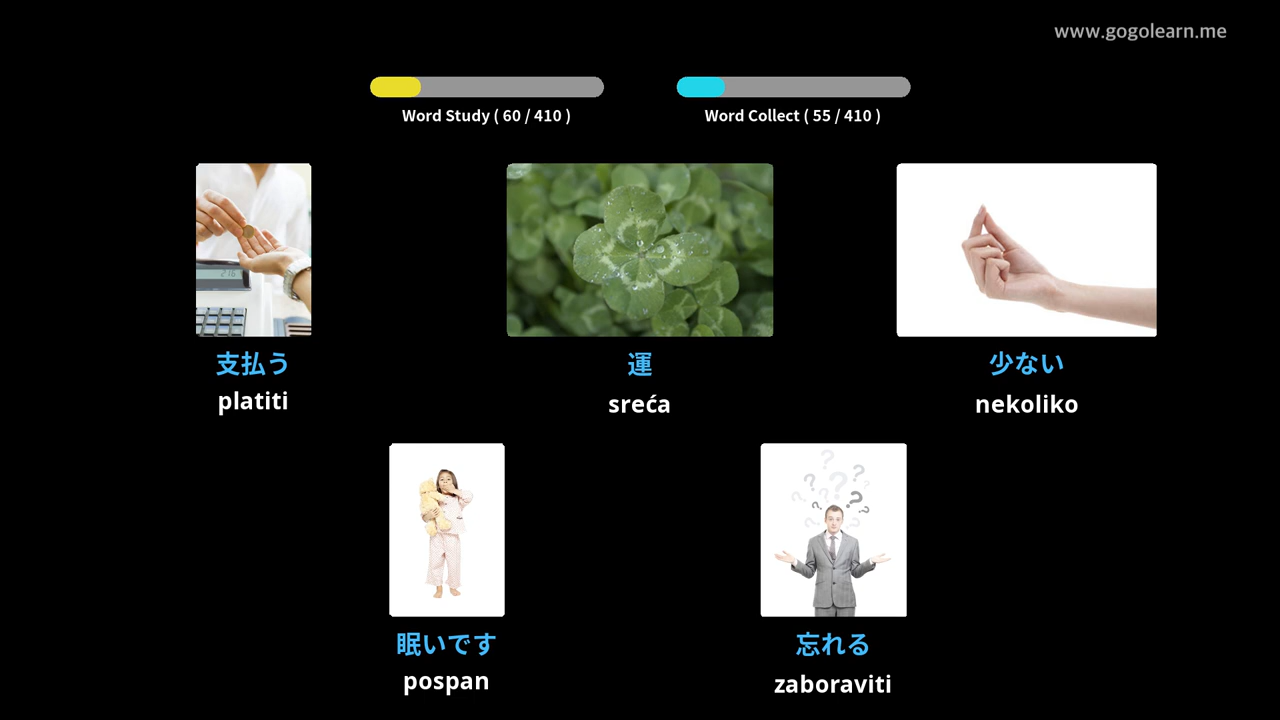 www.gogolearn.me
Word Study ( 60 / 410 )
Word Collect ( 55 / 410 )
支払う
platiti
運
sreća
少ない
nekoliko
眠いです
pospan
忘れる
zaboraviti